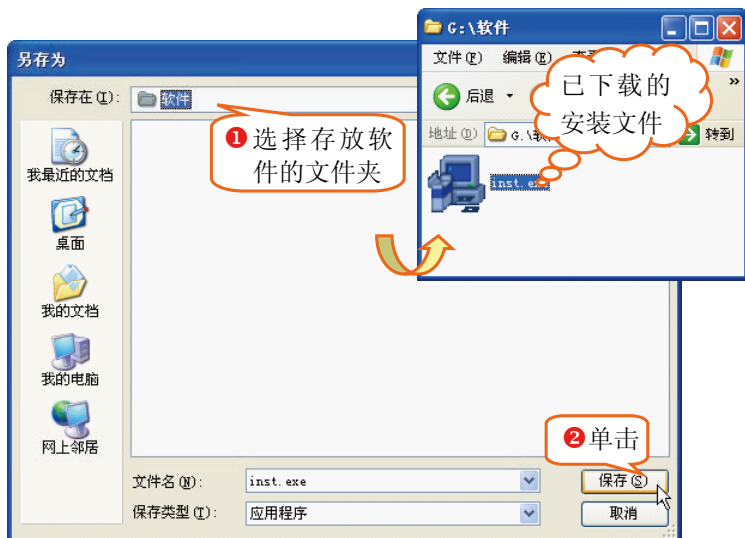 另存为
保存在(I):
软件
❶选择存放软
件的文件夹
我最近的文档
桌面
我的文档
我的电脑
网上邻居
文件名(N):
inst.exe
保存类型(T):
应用程序
❷单击
保存(S)
取消
G:\软件
文件(F) 编辑(E)
»
后退
已下载的
安装文件
地址(D)
转到
inst.e